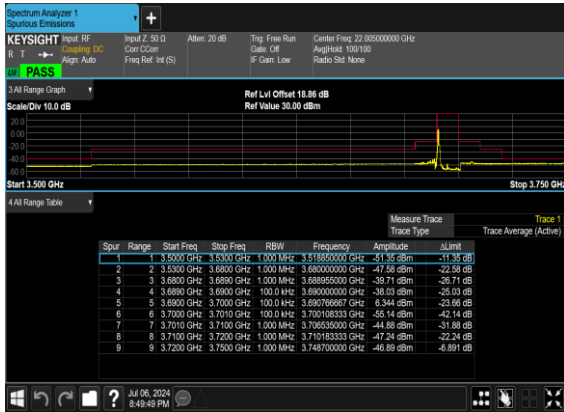 Spectrum Analyzer 1
Spurious Emissions
+
KEYSIGHT Input: RF Input Z: 50 Ω Atten: 20 dB Trig: Free Run Center Freq: 22.005000000 GHz
R T Coupling: DC Corr CCorr Gate: Off Avg|Hold: 100/100
Align: Auto Freq Ref: Int (S) IF Gain: Low Radio Std: None
PASS
3 All Range Graph Ref Lvl Offset 18.86 dB
Scale/Div 10.0 dB Ref Value 30.00 dBm
20.0
0.00
-20.0
-40.0
-60.0
Start 3.500 GHz Stop 3.750 GHz
4 All Range Table
Measure Trace Trace 1
Trace Type Trace Average (Active)
Spur Range Start Freq Stop Freq RBW Frequency Amplitude ΔLimit
1 1 3.5000 GHz 3.5300 GHz 1.000 MHz 3.518850000 GHz -51.35 dBm -11.35 dB
2 2 3.5300 GHz 3.6800 GHz 1.000 MHz 3.680000000 GHz -47.58 dBm -22.58 dB
3 3 3.6800 GHz 3.6890 GHz 1.000 MHz 3.688955000 GHz -39.71 dBm -26.71 dB
4 4 3.6890 GHz 3.6900 GHz 100.0 kHz 3.690000000 GHz -38.03 dBm -25.03 dB
5 5 3.6900 GHz 3.7000 GHz 100.0 kHz 3.690766667 GHz 6.344 dBm -23.66 dB
6 6 3.7000 GHz 3.7010 GHz 100.0 kHz 3.700108333 GHz -55.14 dBm -42.14 dB
7 7 3.7010 GHz 3.7100 GHz 1.000 MHz 3.706535000 GHz -44.88 dBm -31.88 dB
8 8 3.7100 GHz 3.7200 GHz 1.000 MHz 3.710183333 GHz -47.24 dBm -22.24 dB
9 9 3.7200 GHz 3.7500 GHz 1.000 MHz 3.748700000 GHz -46.89 dBm -6.891 dB
? Jul 06, 2024
8:49:49 PM